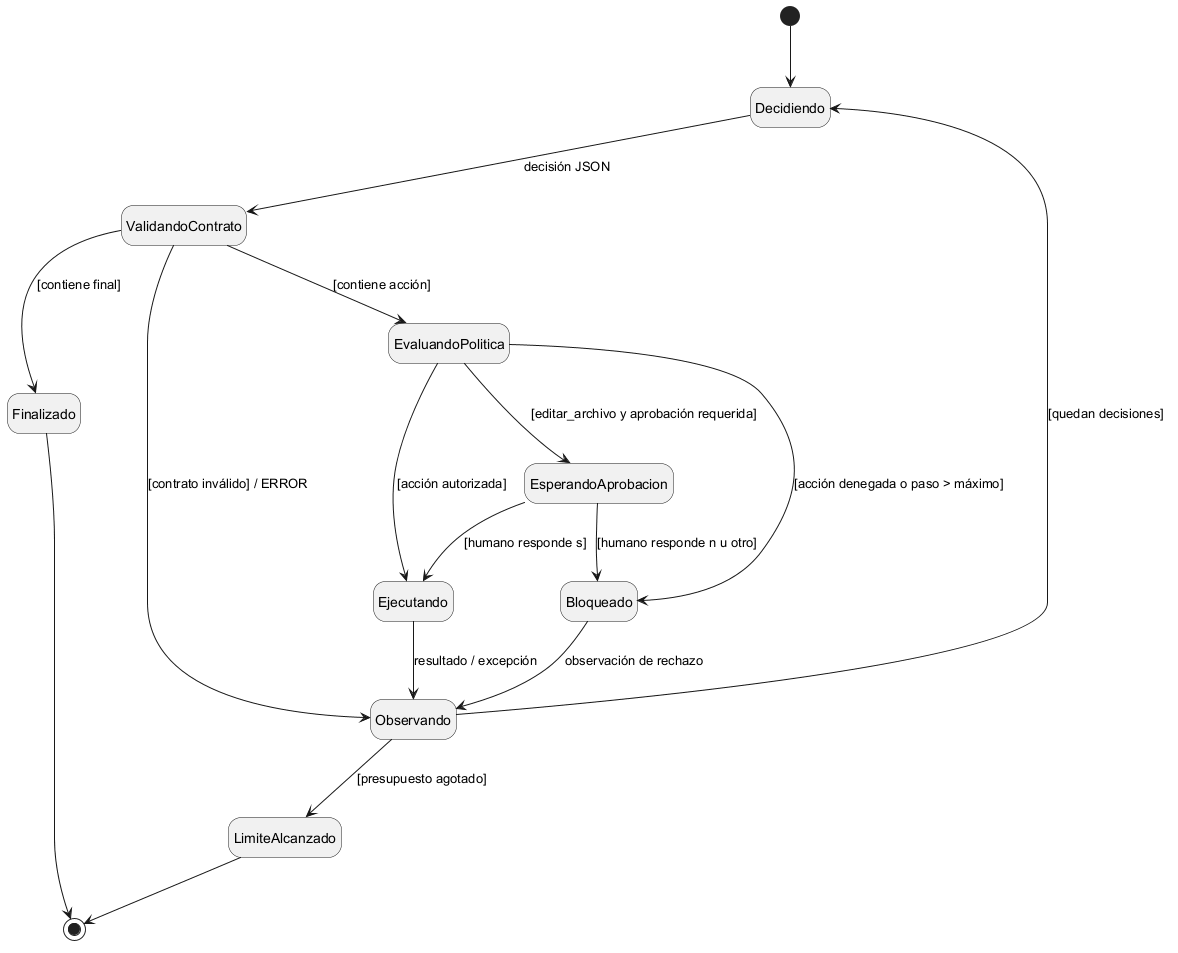 Decidiendo
decisión JSON
ValidandoContrato
[contiene final]
[contiene acción]
EvaluandoPolitica
Finalizado
[editar_archivo y aprobación requerida]
[quedan decisiones]
[contrato inválido] / ERROR
[acción autorizada]
EsperandoAprobacion
[acción denegada o paso > máximo]
[humano responde s]
[humano responde n u otro]
Ejecutando
Bloqueado
resultado / excepción
observación de rechazo
Observando
[presupuesto agotado]
LimiteAlcanzado